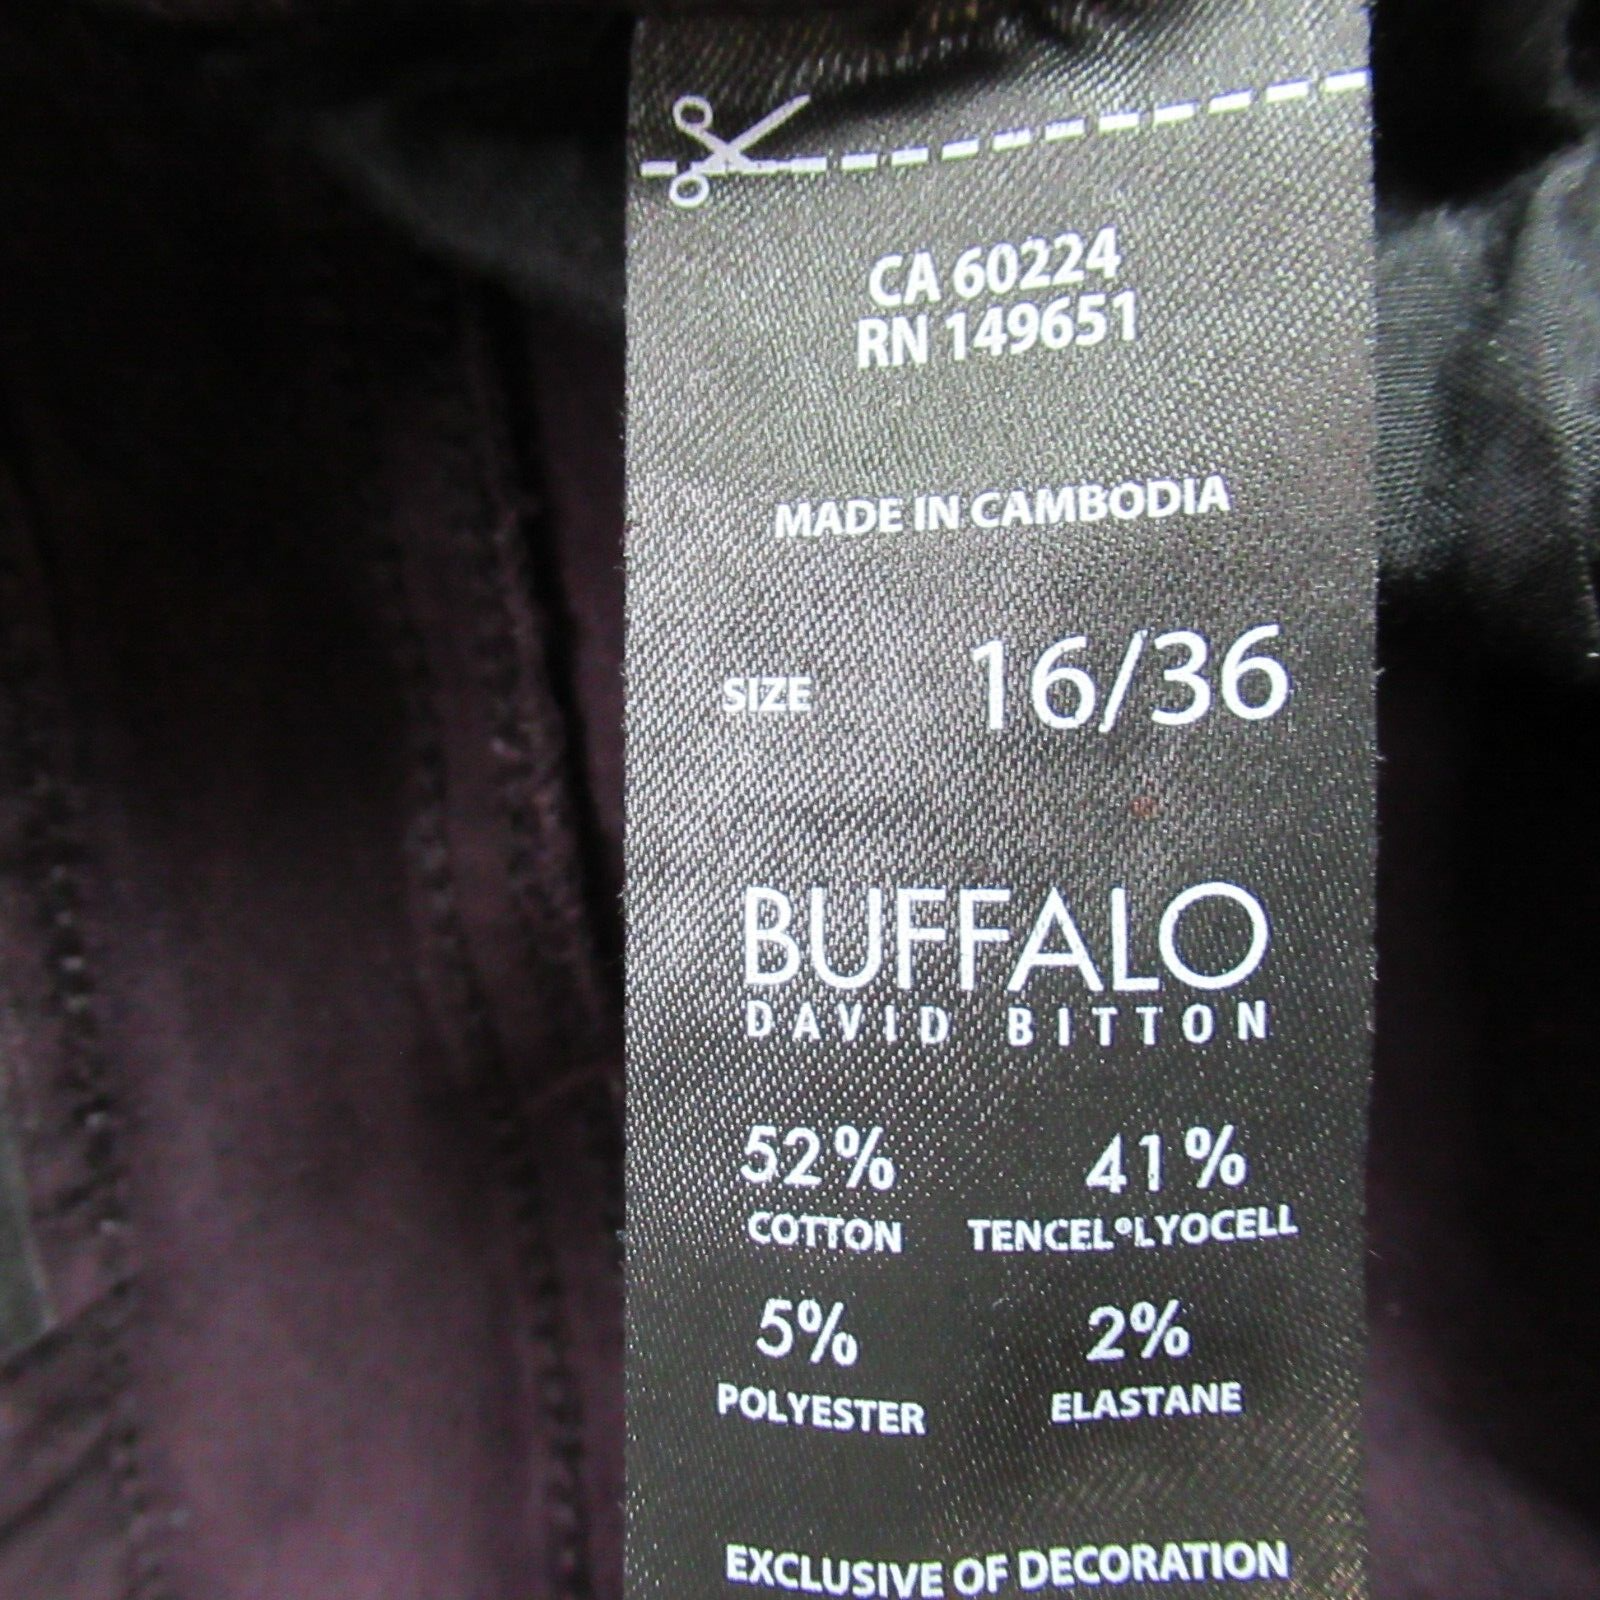 CA 60224
RN 149651
MADE IN CAMBODIA
SIZE 16/36
BUFFALO
DAVID BITTON
52% 41%
COTTON TENCEL®LYOCELL
5% 2%
POLYESTER ELASTANE
EXCLUSIVE OF DECORATION